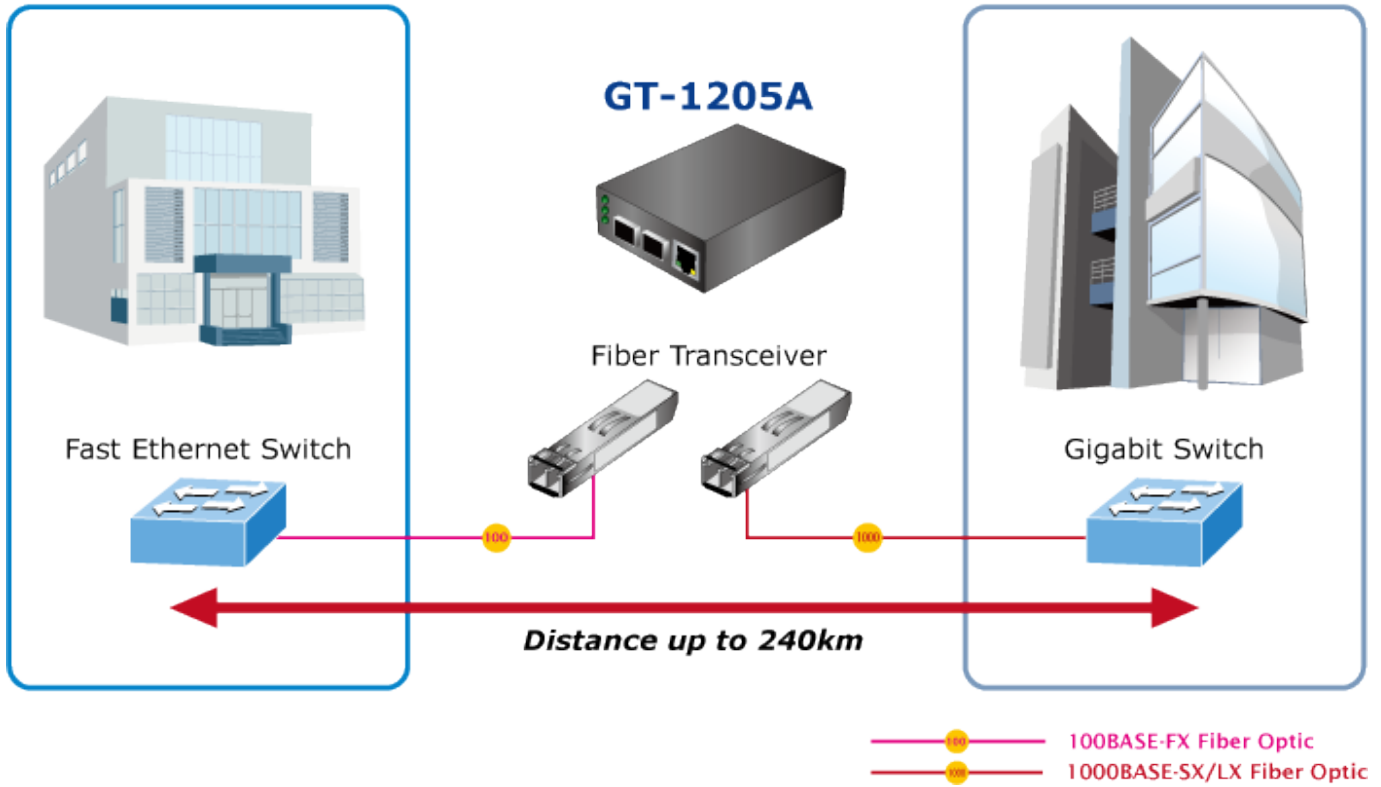 GT-1205A
Fiber Transceiver
Fast Ethernet Switch
Gigabit Switch
100
1000
Distance up to 240km
100 100BASE-FX Fiber Optic
1000 1000BASE-SX/LX Fiber Optic